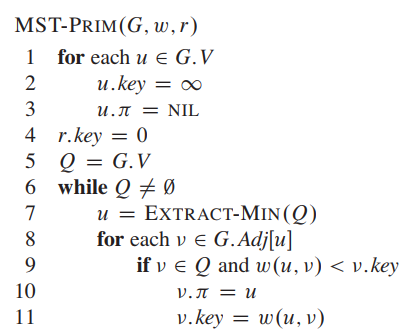 MST-PRIM(G, w, r)
1 for each u ∈ G.V
2 u.key = ∞
3 u.π = NIL
4 r.key = 0
5 Q = G.V
6 while Q ≠ Ø
7 u = EXTRACT-MIN(Q)
8 for each v ∈ G.Adj[u]
9 if v ∈ Q and w(u, v) < v.key
10 v.π = u
11 v.key = w(u, v)